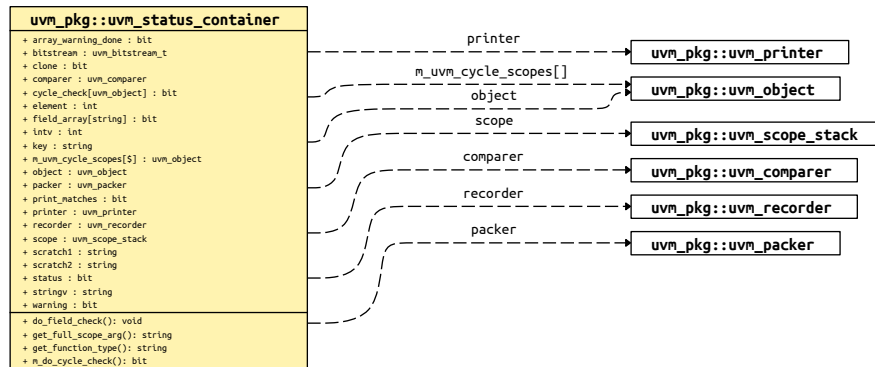 uvm_pkg::uvm_status_container
+ array_warning_done : bit
+ bitstream : uvm_bitstream_t
+ clone : bit
+ comparer : uvm_comparer
+ cycle_check[uvm_object] : bit
+ element : int
+ field_array[string] : bit
+ intv : int
+ key : string
+ m_uvm_cycle_scopes[$] : uvm_object
+ object : uvm_object
+ packer : uvm_packer
+ print_matches : bit
+ printer : uvm_printer
+ recorder : uvm_recorder
+ scope : uvm_scope_stack
+ scratch1 : string
+ scratch2 : string
+ status : bit
+ stringv : string
+ warning : bit
+ do_field_check(): void
+ get_full_scope_arg(): string
+ get_function_type(): string
+ m_do_cycle_check(): bit
printer
m_uvm_cycle_scopes[]
object
scope
comparer
recorder
packer
uvm_pkg::uvm_printer
uvm_pkg::uvm_object
uvm_pkg::uvm_scope_stack
uvm_pkg::uvm_comparer
uvm_pkg::uvm_recorder
uvm_pkg::uvm_packer